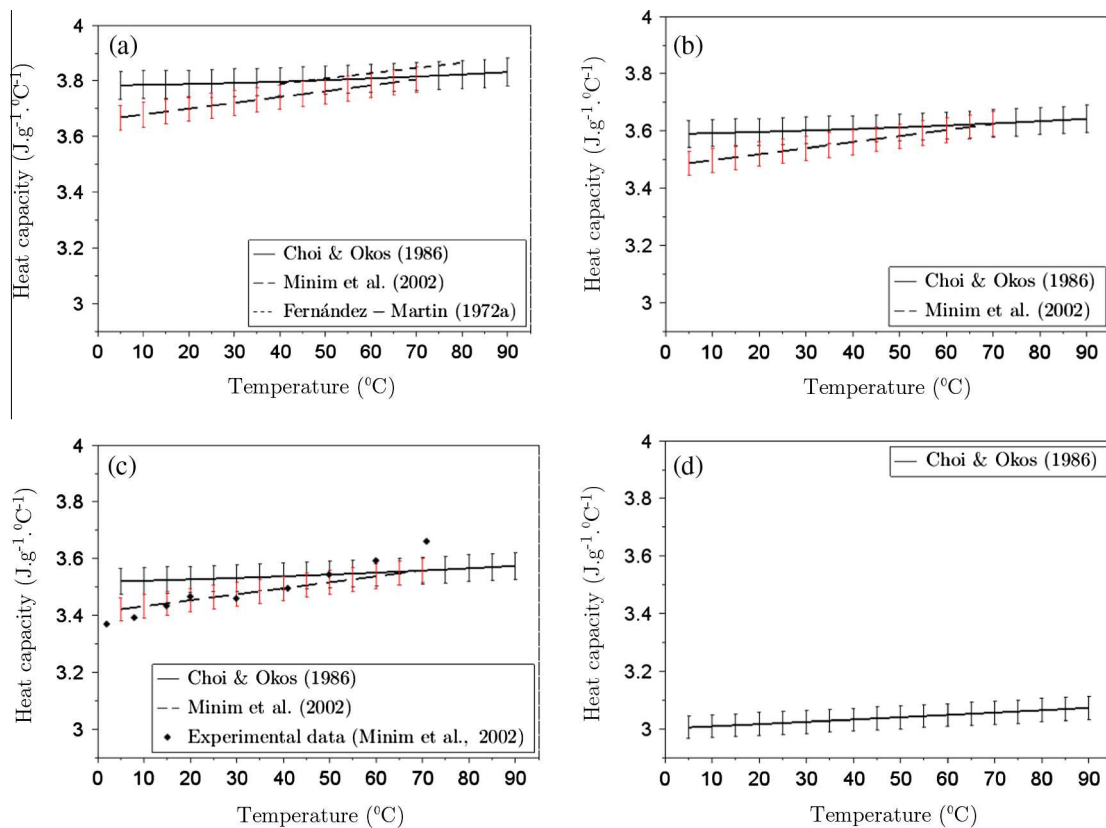 (a)
4
3.8
3.6
3.4
3.2
3
Heat capacity (J.g⁻¹.⁰C⁻¹)
Choi & Okos (1986)
Minim et al. (2002)
Fernández – Martin (1972a)
0 10 20 30 40 50 60 70 80 90
Temperature (⁰C)
(b)
4
3.8
3.6
3.4
3.2
3
Heat capacity (J.g⁻¹.⁰C⁻¹)
Choi & Okos (1986)
Minim et al. (2002)
0 10 20 30 40 50 60 70 80 90
Temperature (⁰C)
(c)
4
3.8
3.6
3.4
3.2
3
Heat capacity (J.g⁻¹.⁰C⁻¹)
Choi & Okos (1986)
Minim et al. (2002)
Experimental data (Minim et al., 2002)
0 10 20 30 40 50 60 70 80 90
Temperature (⁰C)
(d)
Choi & Okos (1986)
4
3.8
3.6
3.4
3.2
3
Heat capacity (J.g⁻¹.⁰C⁻¹)
0 10 20 30 40 50 60 70 80 90
Temperature (⁰C)